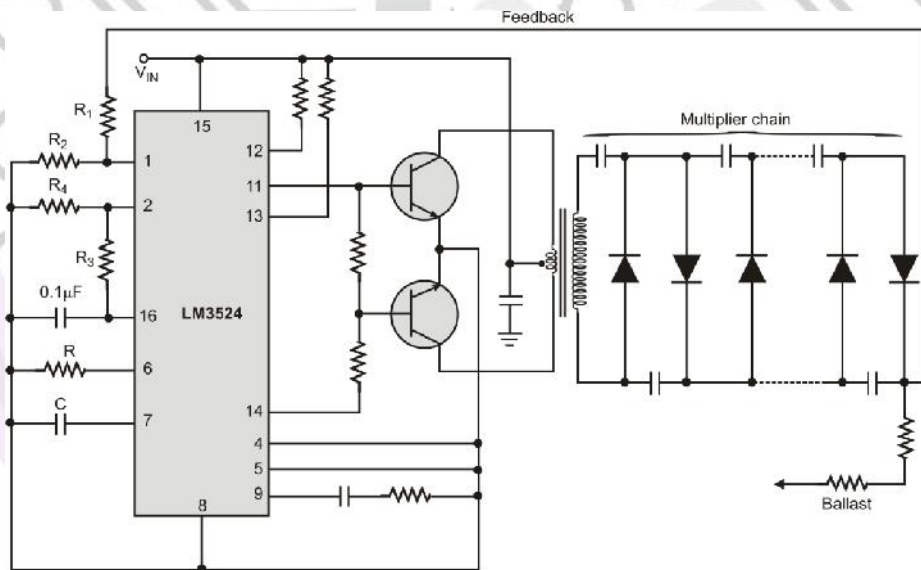 Feedback
V_IN
R₁
15
Multiplier chain
R₂
1
12
R₄
11
2
13
R₃
0.1μF
16
LM3524
R
6
C
7
14
4
5
9
8
Ballast